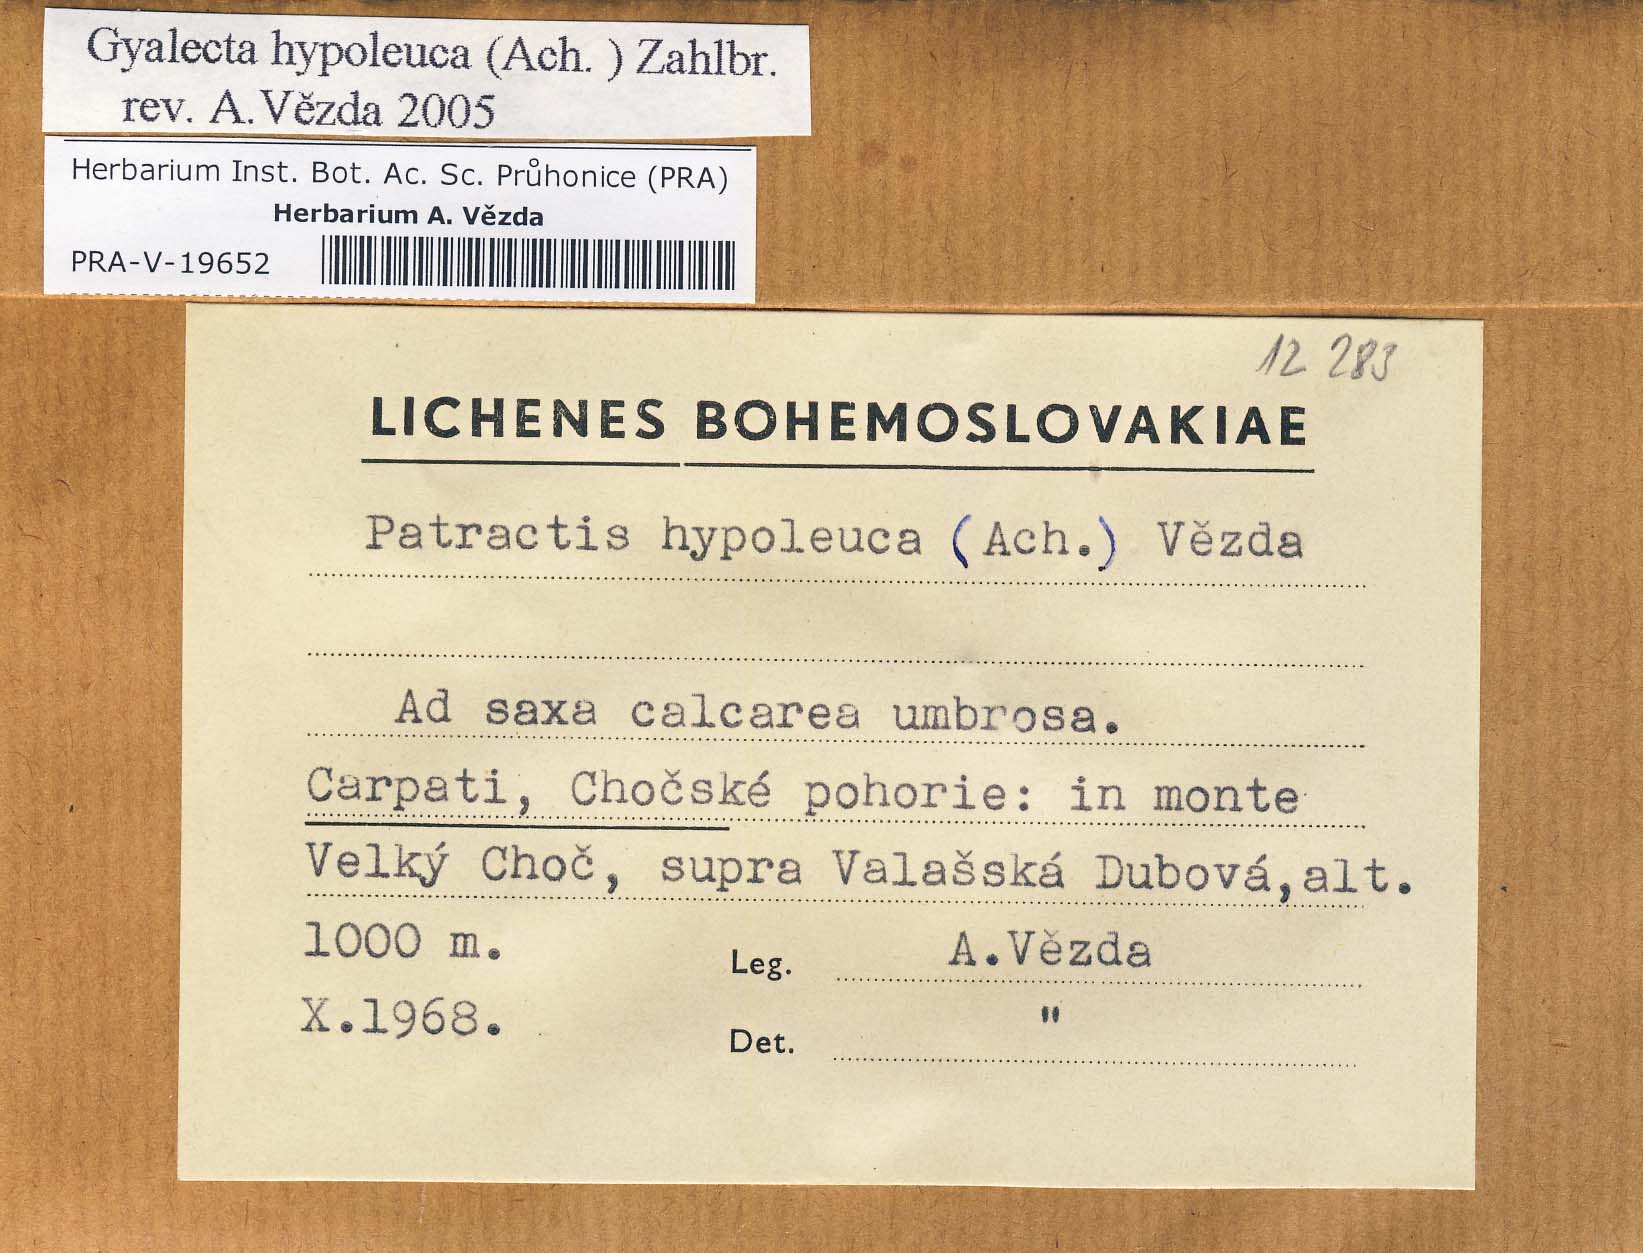 Gyalecta hypoleuca (Ach. ) Zahlbr.
rev. A. Vězda 2005
Herbarium Inst. Bot. Ac. Sc. Průhonice (PRA)
Herbarium A. Vězda
PRA-V-19652
12 283
LICHENES BOHEMOSLOVAKIAE
Patractis hypoleuca (Ach.) Vězda
Ad saxa calcarea umbrosa.
Carpati, Chočské pohorie: in monte
Velký Choč, supra Valašská Dubová, alt.
1000 m. Leg. A.Vězda
X.1968. Det. "